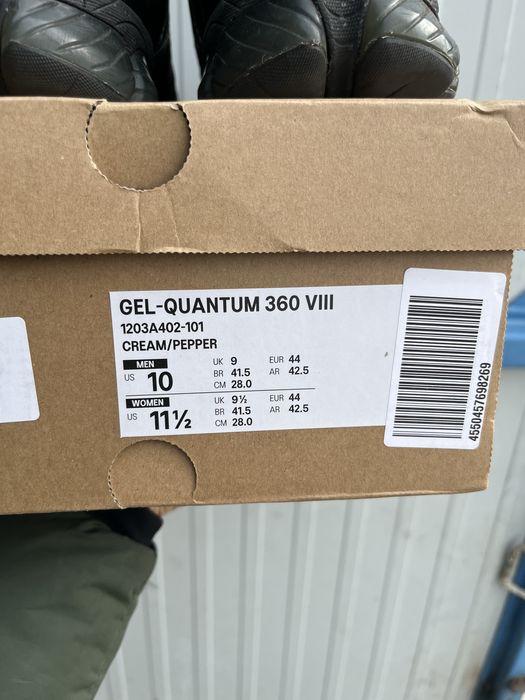 GEL-QUANTUM 360 VIII
1203A402-101
CREAM/PEPPER
MEN
US 10
UK 9 EUR 44
BR 41.5 AR 42.5
CM 28.0
WOMEN
US 11½
UK 9½ EUR 44
BR 41.5 AR 42.5
CM 28.0
4550457698269